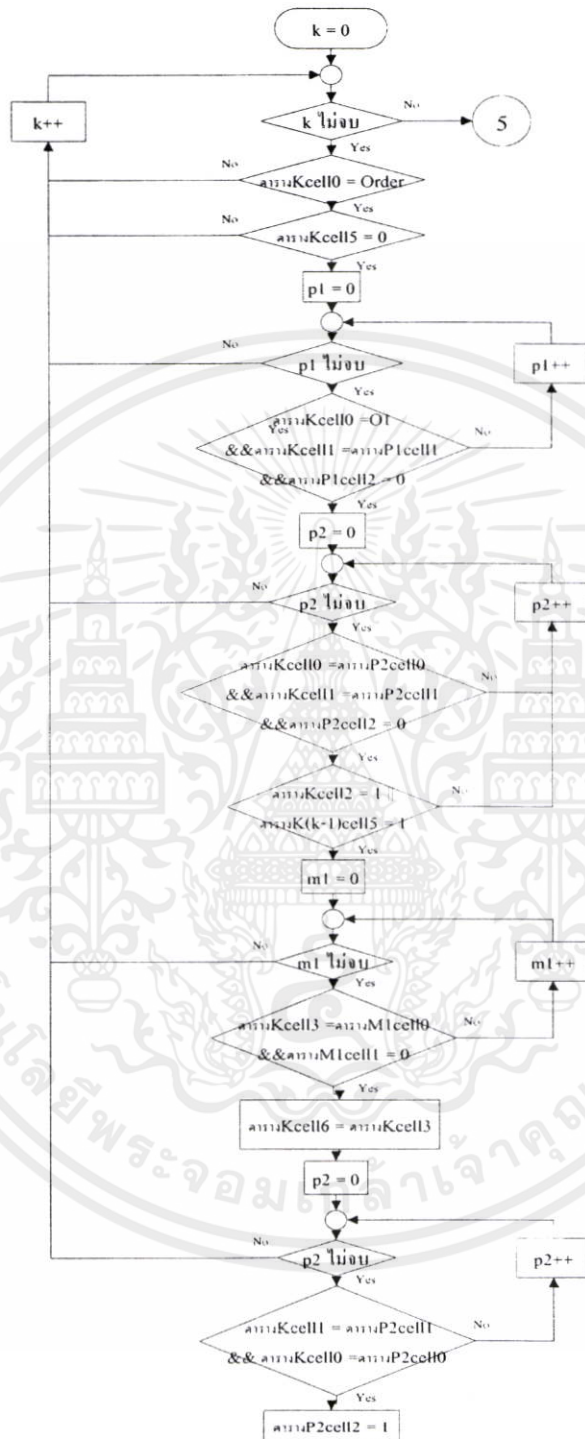 k = 0
k++
k ไม่จบ
No
5
Yes
No
ตารางKcell0 = Order
Yes
No
ตารางKcell5 = 0
Yes
p1 = 0
No
p1 ไม่จบ
p1++
Yes
ตารางKcell0 =O1
Yes
&&ตารางKcell1 =ตารางP1cell1
No
&&ตารางP1cell2 = 0
Yes
p2 = 0
No
p2 ไม่จบ
p2++
Yes
ตารางKcell0 =ตารางP2cell0
&&ตารางKcell1 =ตารางP2cell1
No
&&ตารางP2cell2 = 0
Yes
ตารางKcell2 = 1
No
ตารางK(k-1)cell5 = 1
Yes
m1 = 0
No
m1 ไม่จบ
m1++
Yes
ตารางKcell3 =ตารางM1cell0
No
&&ตารางM1cell1 = 0
Yes
ตารางKcell6 = ตารางKcell3
p2 = 0
No
p2 ไม่จบ
p2++
Yes
ตารางKcell1 = ตารางP2cell1
No
&& ตารางKcell0 =ตารางP2cell0
Yes
ตารางP2cell2 = 1